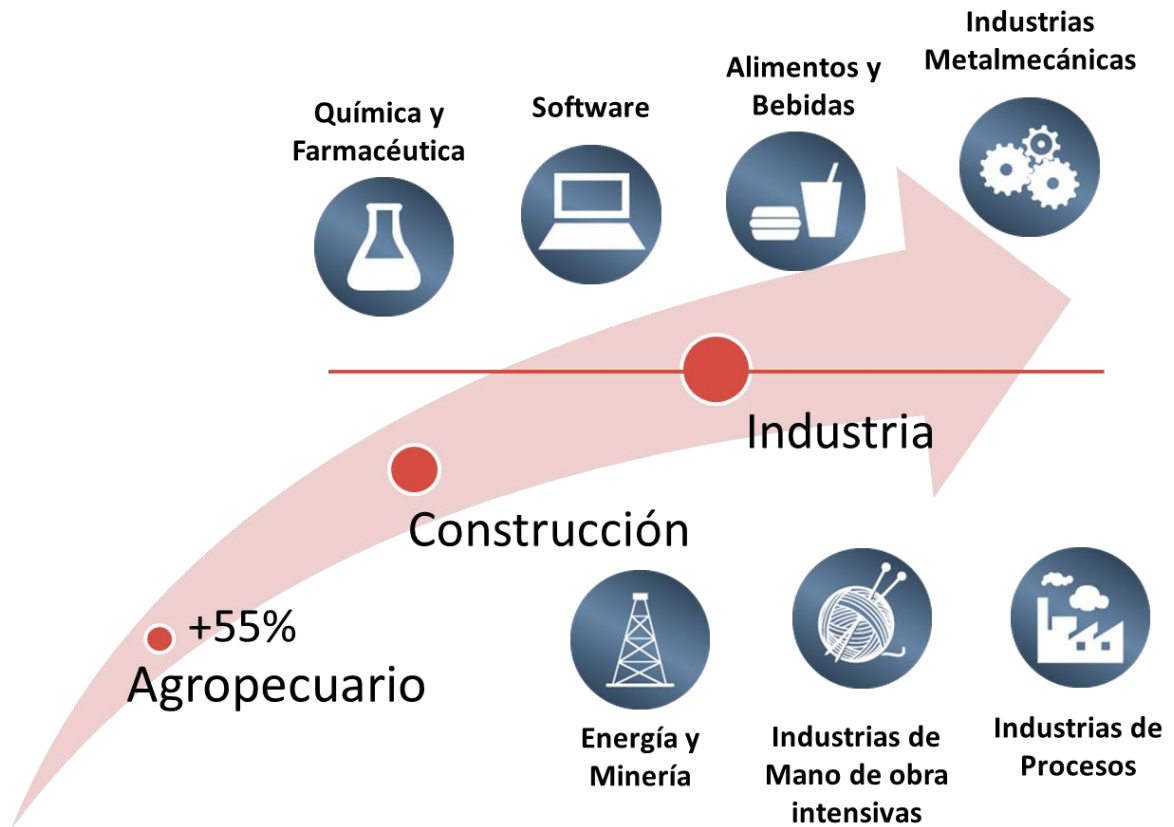 Industrias
Metalmecánicas
Alimentos y
Bebidas
Software
Química y
Farmacéutica
Industria
Construcción
+55%
Agropecuario
Energía y
Minería
Industrias de
Mano de obra
intensivas
Industrias de
Procesos